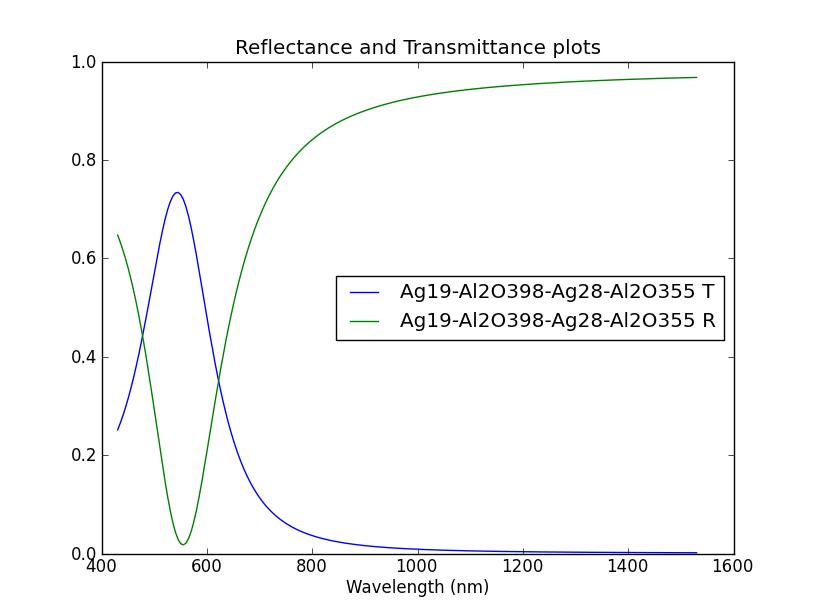 Reflectance and Transmittance plots
1.0
0.8
0.6
0.4
0.2
0.0
Ag19-Al2O398-Ag28-Al2O355 T
Ag19-Al2O398-Ag28-Al2O355 R
400 600 800 1000 1200 1400 1600
Wavelength (nm)